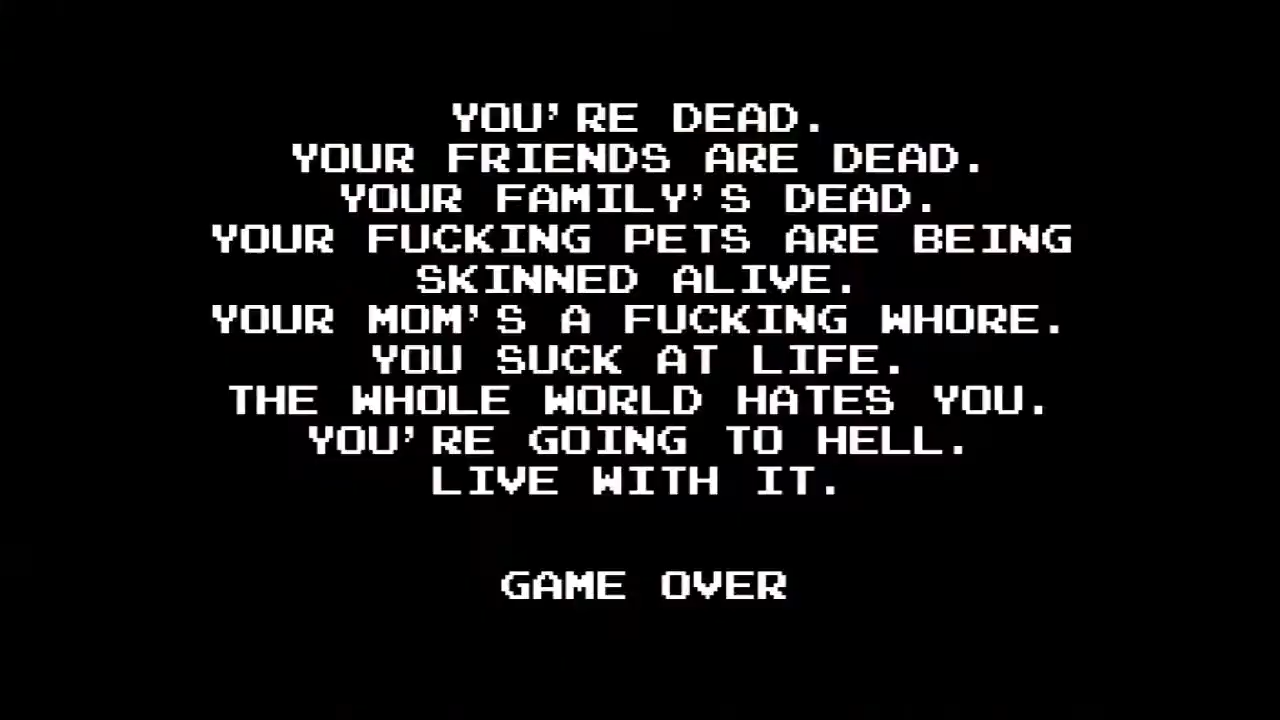 YOU'RE DEAD.
YOUR FRIENDS ARE DEAD.
YOUR FAMILY'S DEAD.
YOUR FUCKING PETS ARE BEING
SKINNED ALIVE.
YOUR MOM'S A FUCKING WHORE.
YOU SUCK AT LIFE.
THE WHOLE WORLD HATES YOU.
YOU'RE GOING TO HELL.
LIVE WITH IT.
GAME OVER